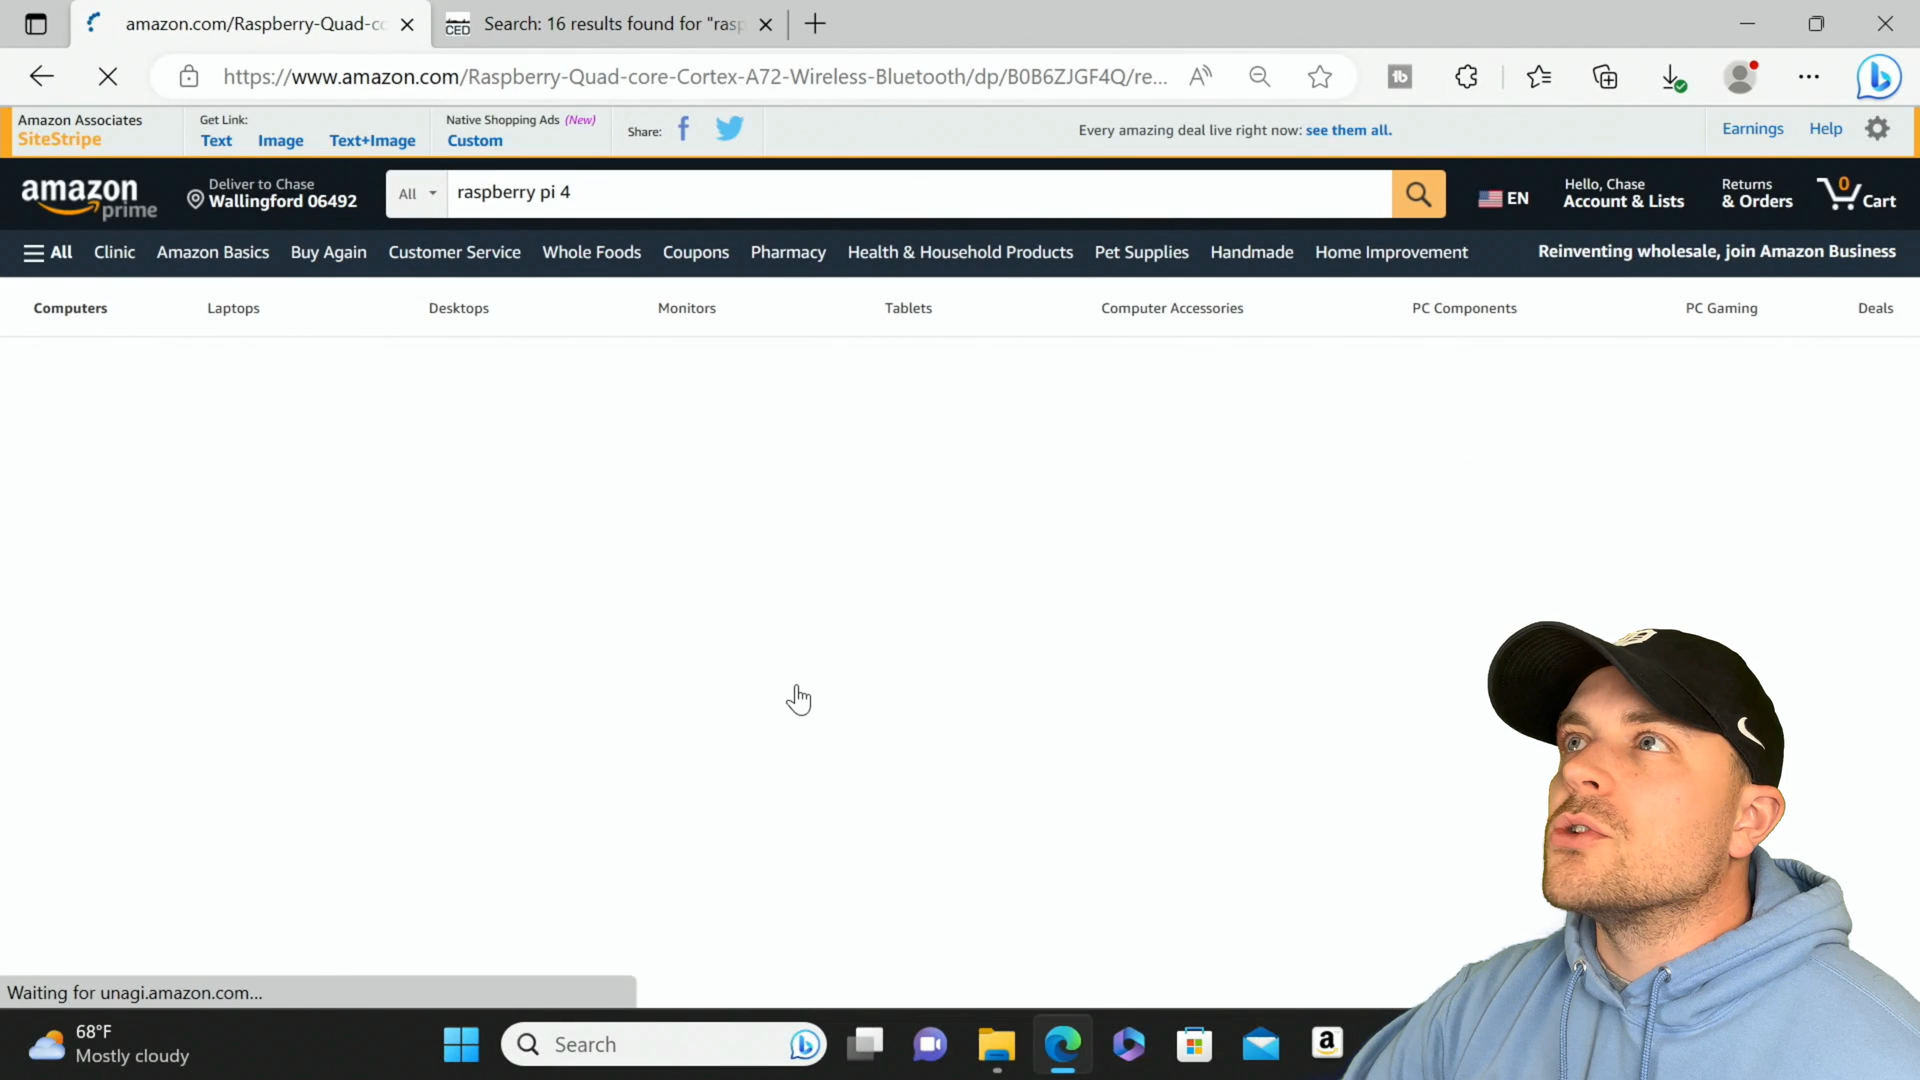 amazon.com/Raspberry-Quad-cc
CED
Search: 16 results found for "rasp
https://www.amazon.com/Raspberry-Quad-core-Cortex-A72-Wireless-Bluetooth/dp/B0B6ZJGF4Q/re...
Amazon Associates
SiteStripe
Get Link:
Text Image Text+Image
Native Shopping Ads (New)
Custom
Share:
Every amazing deal live right now: see them all.
Earnings
Help
amazon
prime
Deliver to Chase
Wallingford 06492
All
raspberry pi 4
EN
Hello, Chase
Account & Lists
Returns
& Orders
0
Cart
All Clinic Amazon Basics Buy Again Customer Service Whole Foods Coupons Pharmacy Health & Household Products Pet Supplies Handmade Home Improvement
Reinventing wholesale, join Amazon Business
Computers Laptops Desktops Monitors Tablets Computer Accessories PC Components PC Gaming Deals
Waiting for unagi.amazon.com...
68°F
Mostly cloudy
Search